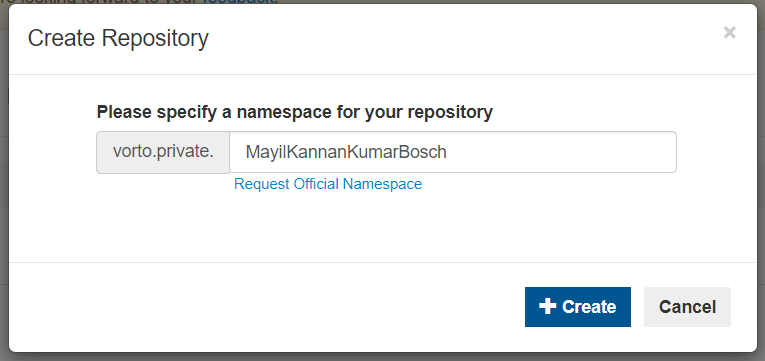 re looking forward to your feedback.
Create Repository
×
Please specify a namespace for your repository
vorto.private. MayilKannanKumarBosch
Request Official Namespace
Create Cancel